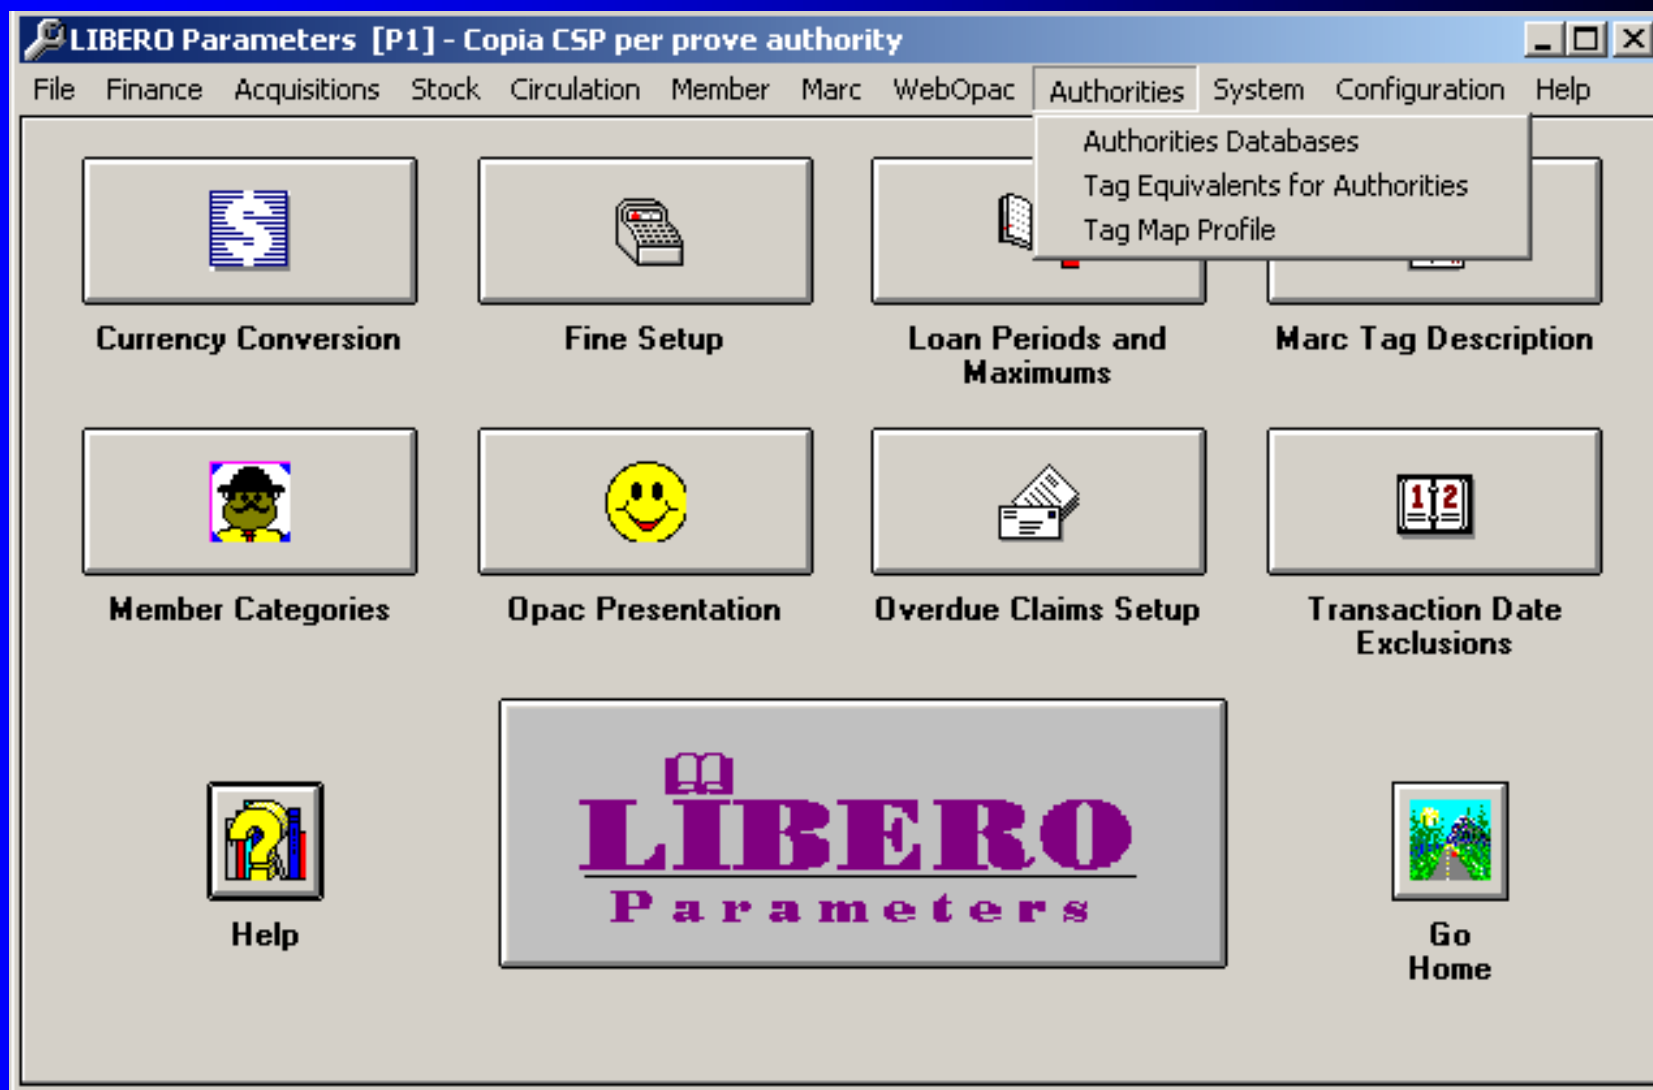 LIBERO Parameters [P1] - Copia CSP per prove authority
File Finance Acquisitions Stock Circulation Member Marc WebOpac Authorities System Configuration Help
Authorities Databases
Tag Equivalents for Authorities
Tag Map Profile
$
Currency Conversion
Fine Setup
Loan Periods and
Maximums
Marc Tag Description
1 2
Member Categories
Opac Presentation
Overdue Claims Setup
Transaction Date
Exclusions
?
LIBERO
Parameters
Help
Go
Home